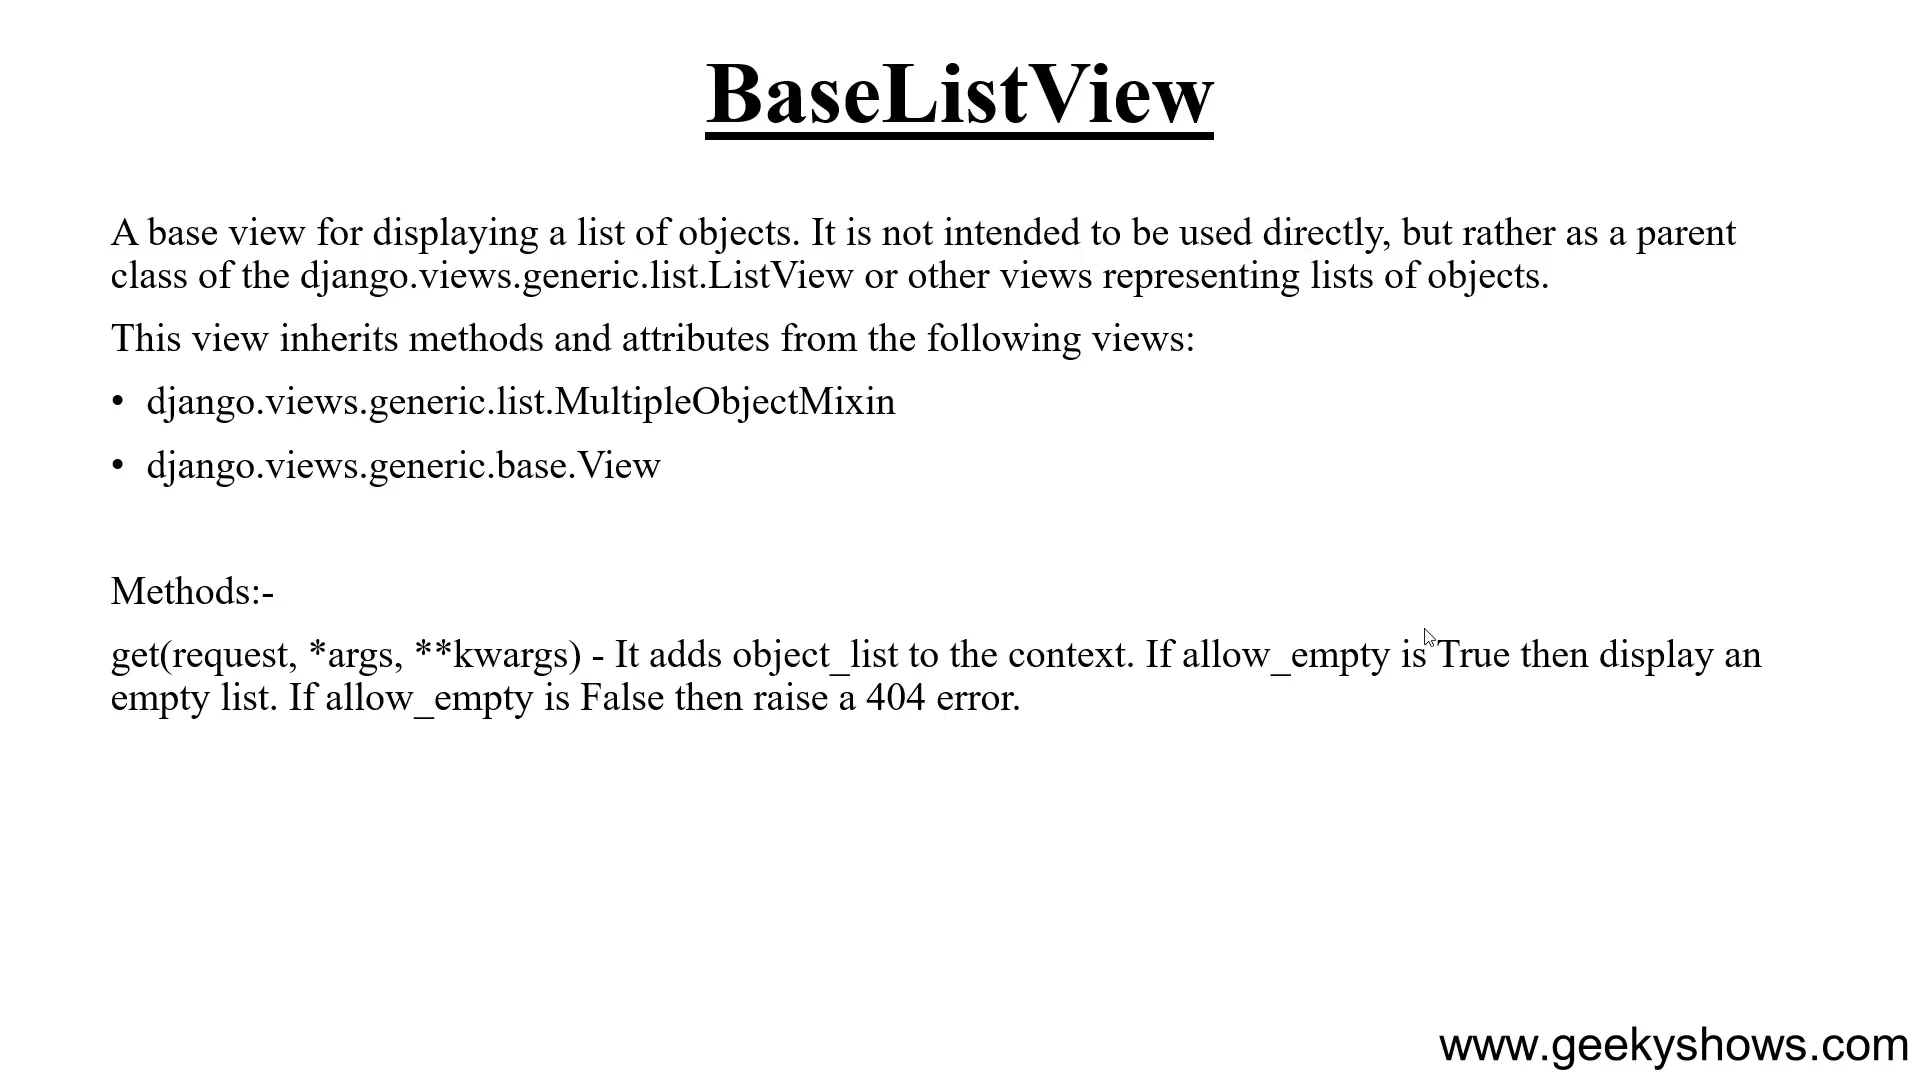 BaseListView
A base view for displaying a list of objects. It is not intended to be used directly, but rather as a parent
class of the django.views.generic.list.ListView or other views representing lists of objects.
This view inherits methods and attributes from the following views:
• django.views.generic.list.MultipleObjectMixin
• django.views.generic.base.View
Methods:-
get(request, *args, **kwargs) - It adds object_list to the context. If allow_empty is True then display an
empty list. If allow_empty is False then raise a 404 error.
www.geekyshows.com